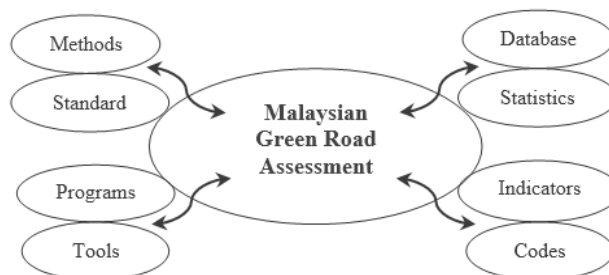 Methods
Standard
Database
Statistics
Malaysian
Green Road
Assessment
Programs
Tools
Indicators
Codes